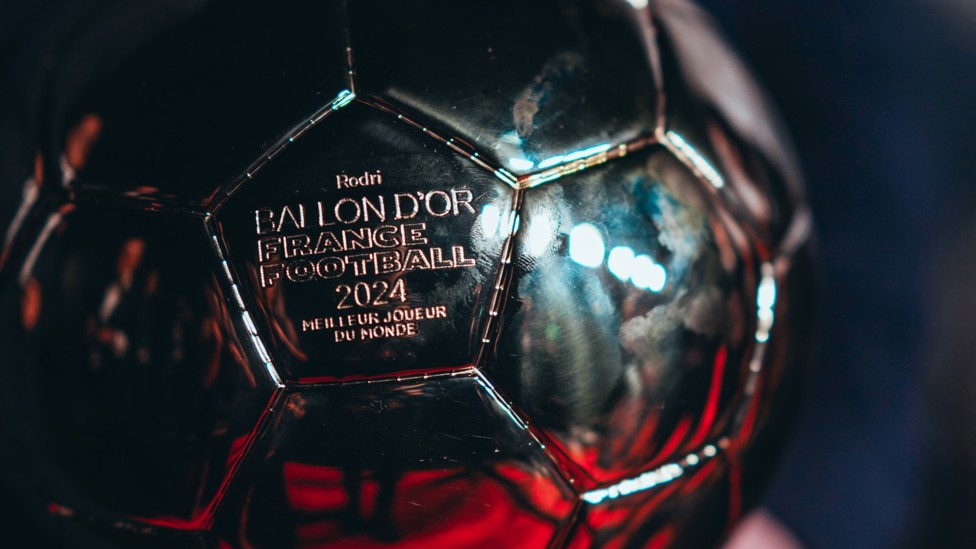 Rodri
BALLON D'OR
FRANCE
FOOTBALL
2024
MEILLEUR JOUEUR
DU MONDE